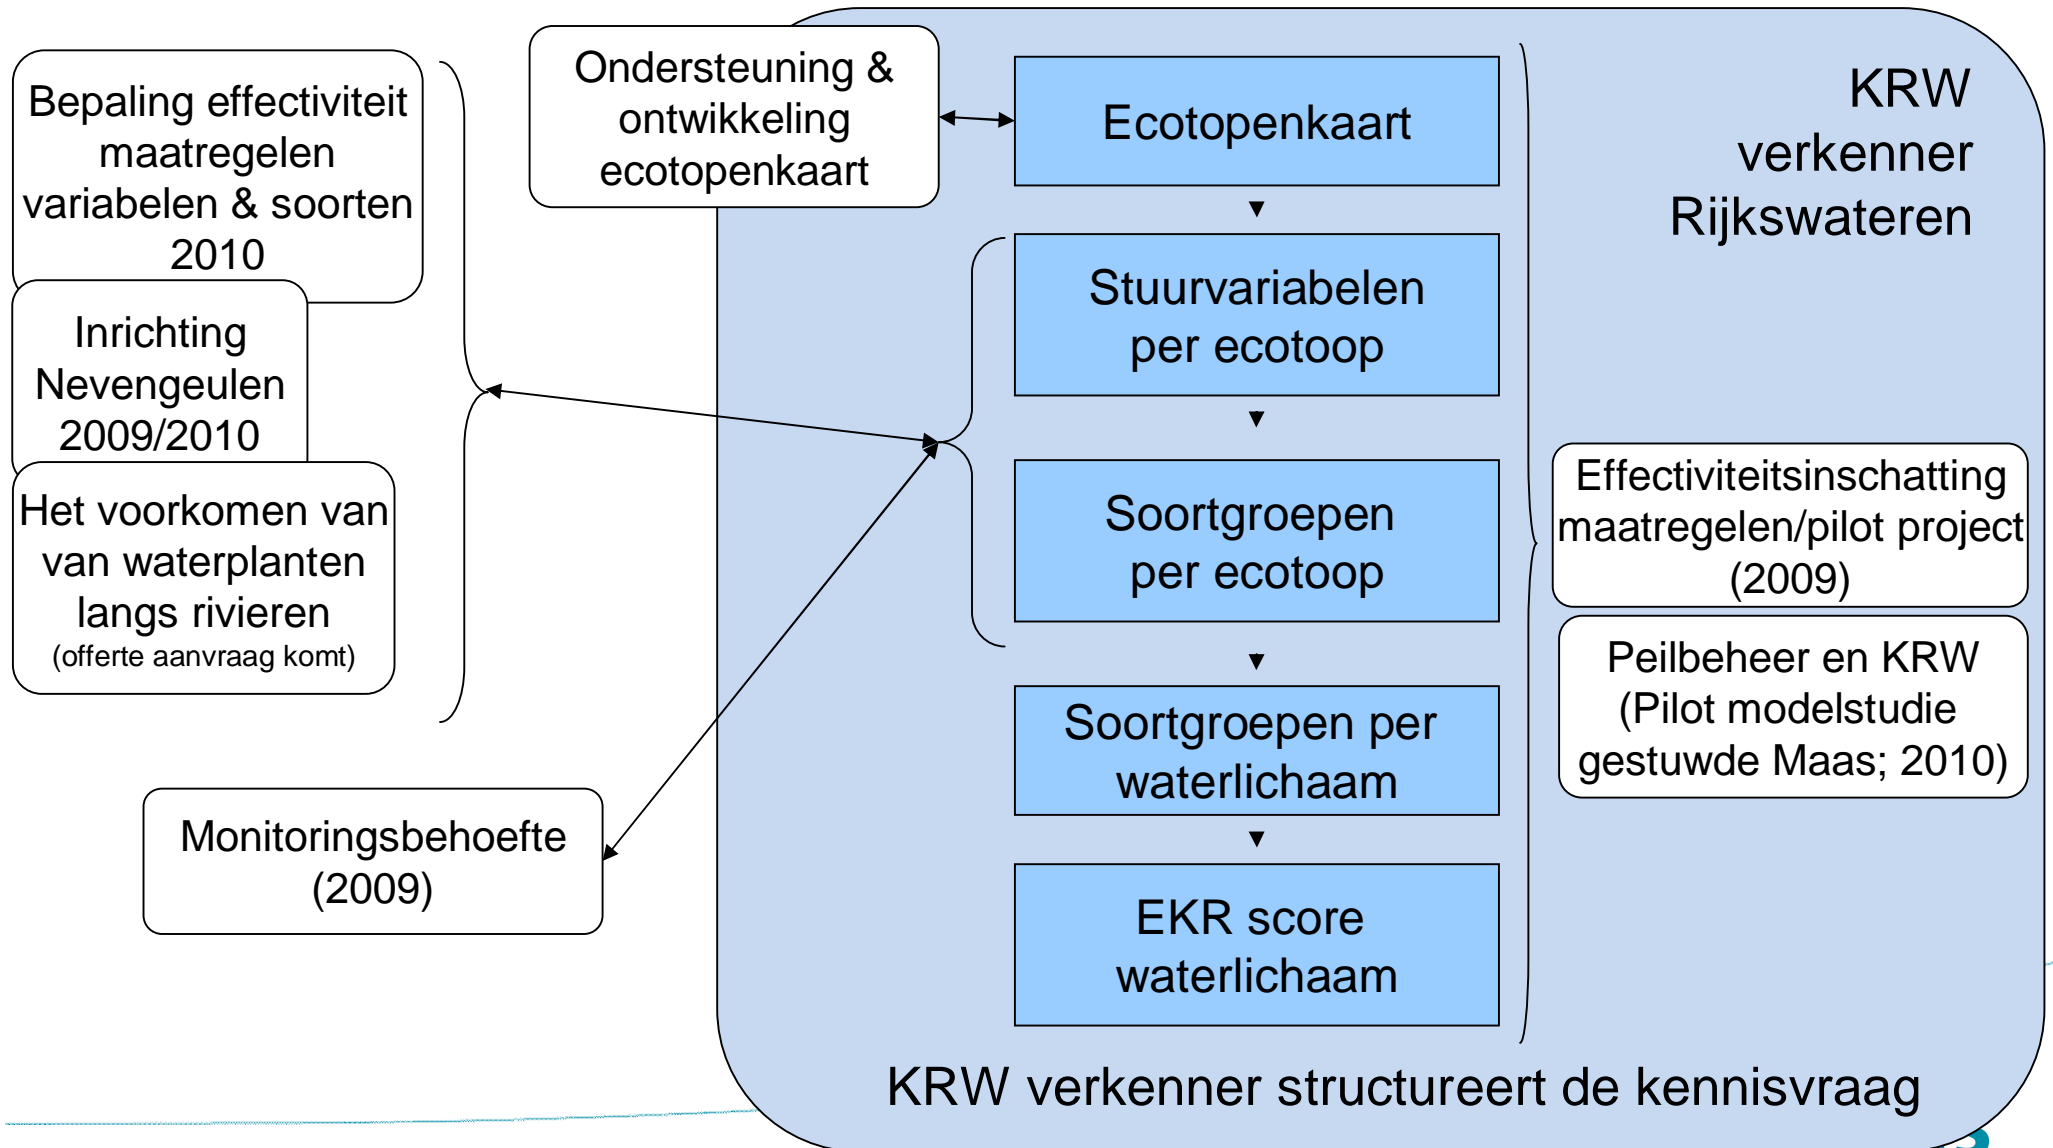 Bepaling effectiviteit
maatregelen
variabelen & soorten
2010
Inrichting
Nevengeulen
2009/2010
Het voorkomen van
van waterplanten
langs rivieren
(offerte aanvraag komt)
Monitoringsbehoefte
(2009)
Ondersteuning &
ontwikkeling
ecotopenkaart
Ecotopenkaart
Stuurvariabelen
per ecotoop
Soortgroepen
per ecotoop
Soortgroepen per
waterlichaam
EKR score
waterlichaam
KRW
verkenner
Rijkswateren
Effectiviteitsinschatting
maatregelen/pilot project
(2009)
Peilbeheer en KRW
(Pilot modelstudie
gestuwde Maas; 2010)
KRW verkenner structureert de kennisvraag